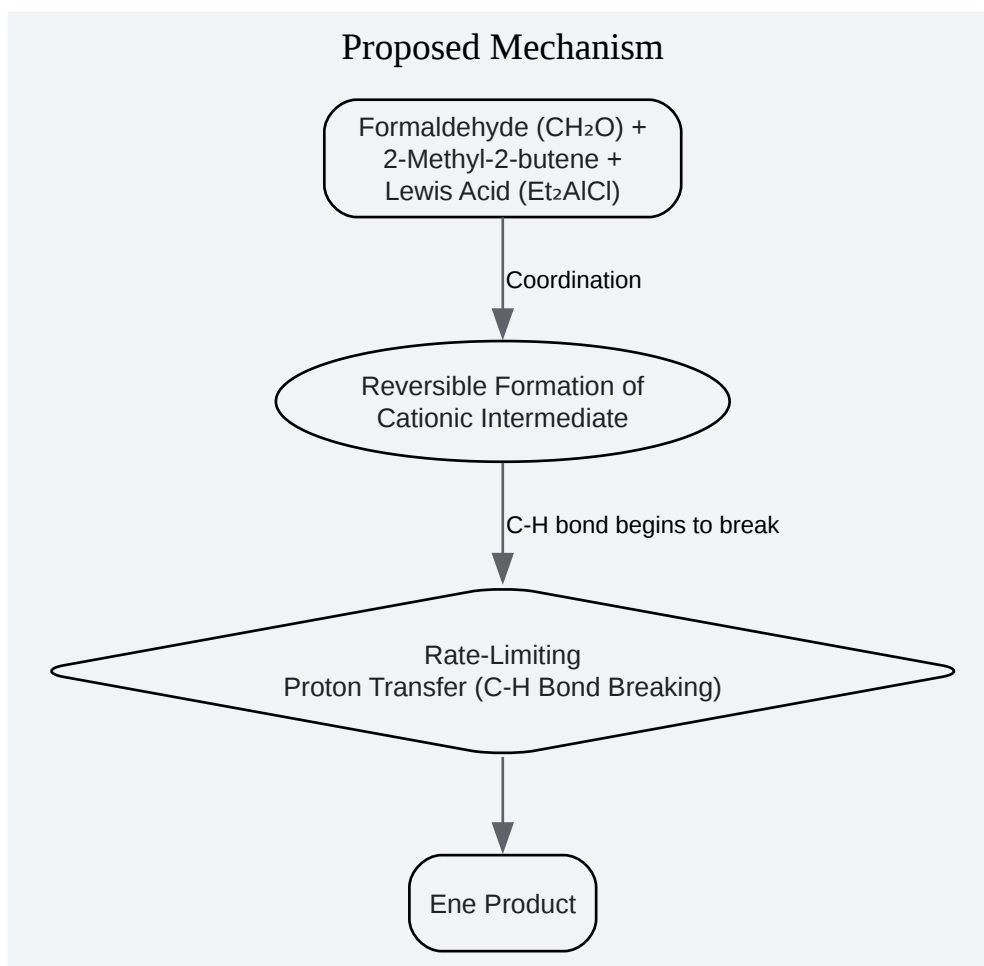 Proposed Mechanism
Formaldehyde (CH₂O) +
2-Methyl-2-butene +
Lewis Acid (Et₂AlCl)
Coordination
Reversible Formation of
Cationic Intermediate
C-H bond begins to break
Rate-Limiting
Proton Transfer (C-H Bond Breaking)
Ene Product